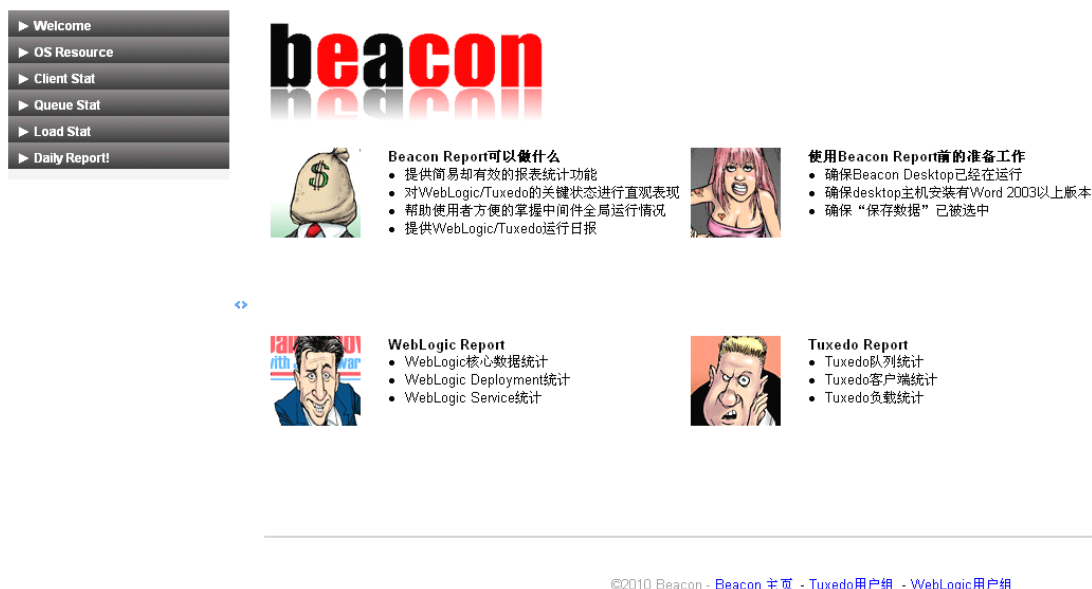 Welcome
OS Resource
Client Stat
Queue Stat
Load Stat
Daily Report!
beacon
Beacon Report可以做什么
提供简易却有效的报表统计功能
对WebLogic/Tuxedo的关键状态进行直观表现
帮助使用者方便的掌握中间件全局运行情况
提供WebLogic/Tuxedo运行日报
使用Beacon Report前的准备工作
确保Beacon Desktop已经在运行
确保desktop主机安装有Word 2003以上版本
确保“保存数据”已被选中
WebLogic Report
WebLogic核心数据统计
WebLogic Deployment统计
WebLogic Service统计
Tuxedo Report
Tuxedo队列统计
Tuxedo客户端统计
Tuxedo负载统计
©2010 Beacon - Beacon 主页 - Tuxedo用户组 - WebLogic用户组